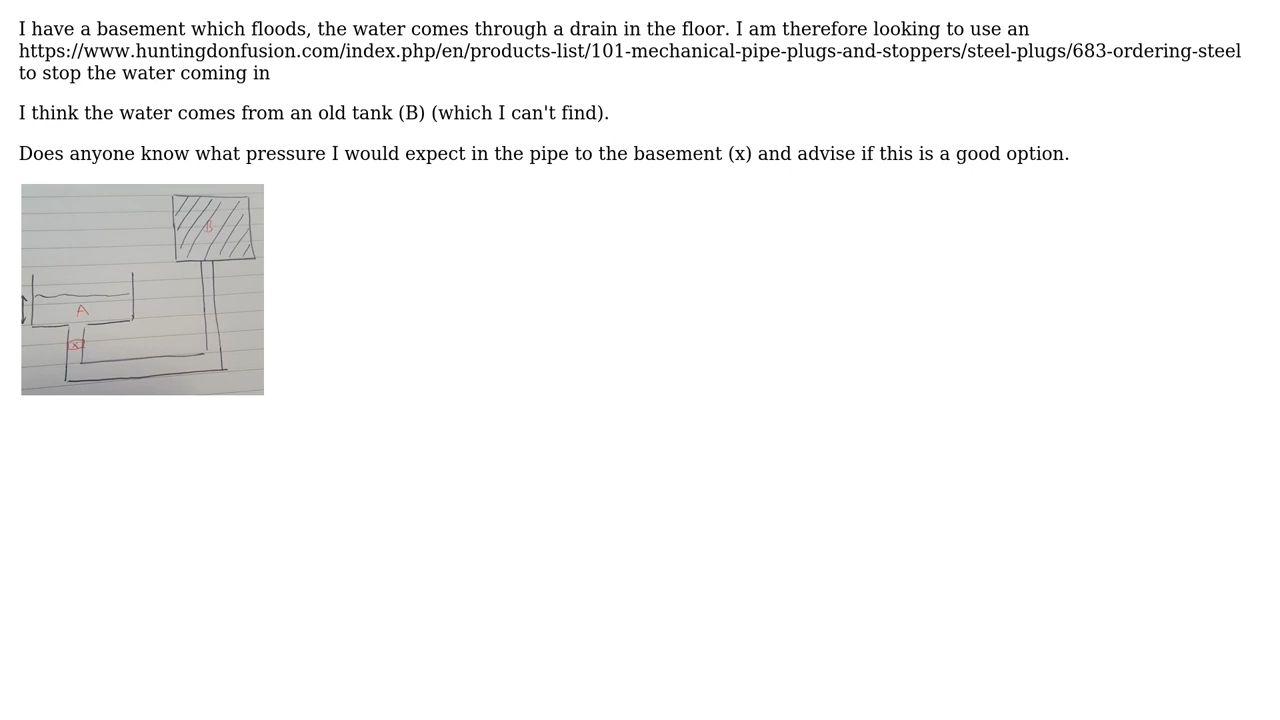 I have a basement which floods, the water comes through a drain in the floor. I am therefore looking to use an
https://www.huntingdonfusion.com/index.php/en/products-list/101-mechanical-pipe-plugs-and-stoppers/steel-plugs/683-ordering-steel
to stop the water coming in
I think the water comes from an old tank (B) (which I can't find).
Does anyone know what pressure I would expect in the pipe to the basement (x) and advise if this is a good option.
B
A
x